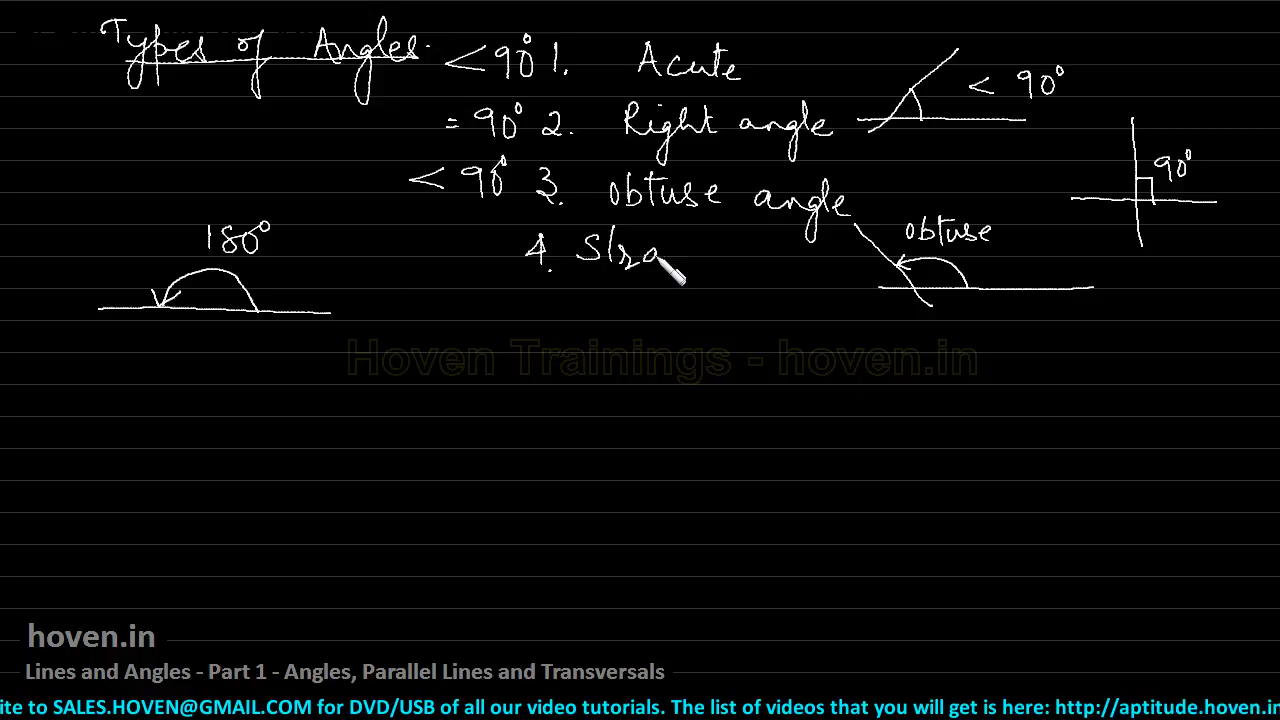 Types of Angles.
< 90° 1. Acute
< 90°
= 90° 2. Right angle
90°
< 90° 3. obtuse angle
obtuse
180°
4. Stra
Hoven Trainings - hoven.in
hoven.in
Lines and Angles - Part 1 - Angles, Parallel Lines and Transversals
ite to SALES.HOVEN@GMAIL.COM for DVD/USB of all our video tutorials. The list of videos that you will get is here: http://aptitude.hoven.in